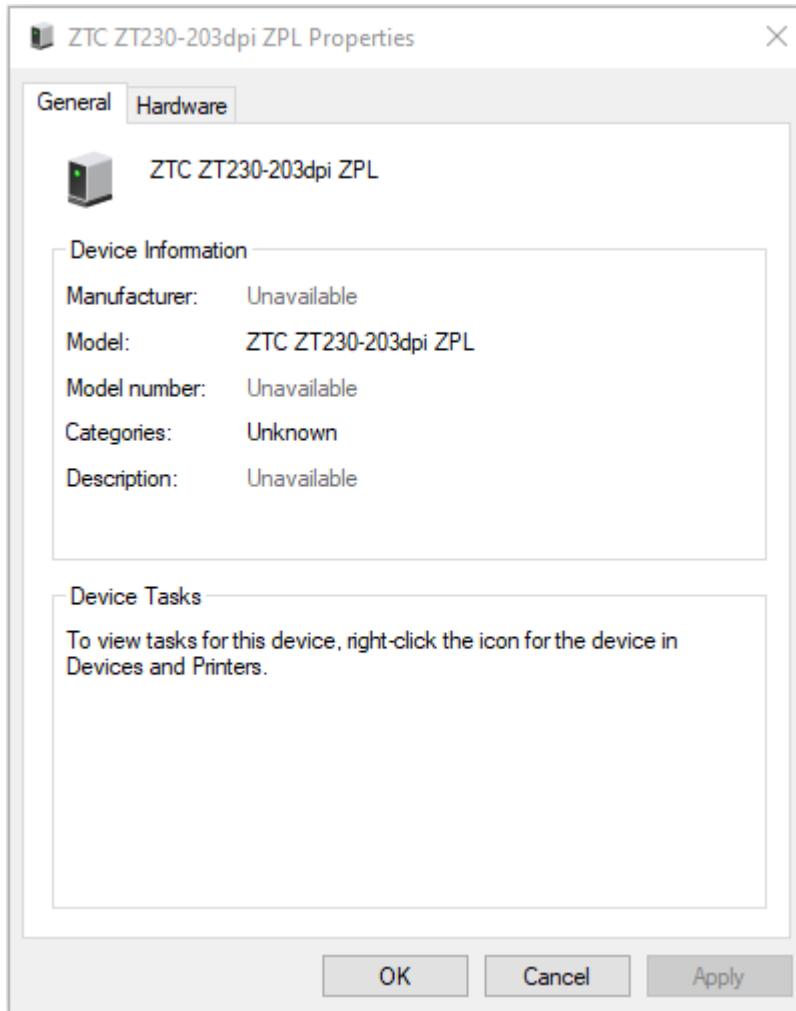 ZTC ZT230-203dpi ZPL Properties
General
Hardware
ZTC ZT230-203dpi ZPL
Device Information
Manufacturer: Unavailable
Model: ZTC ZT230-203dpi ZPL
Model number: Unavailable
Categories: Unknown
Description: Unavailable
Device Tasks
To view tasks for this device, right-click the icon for the device in
Devices and Printers.
OK Cancel Apply